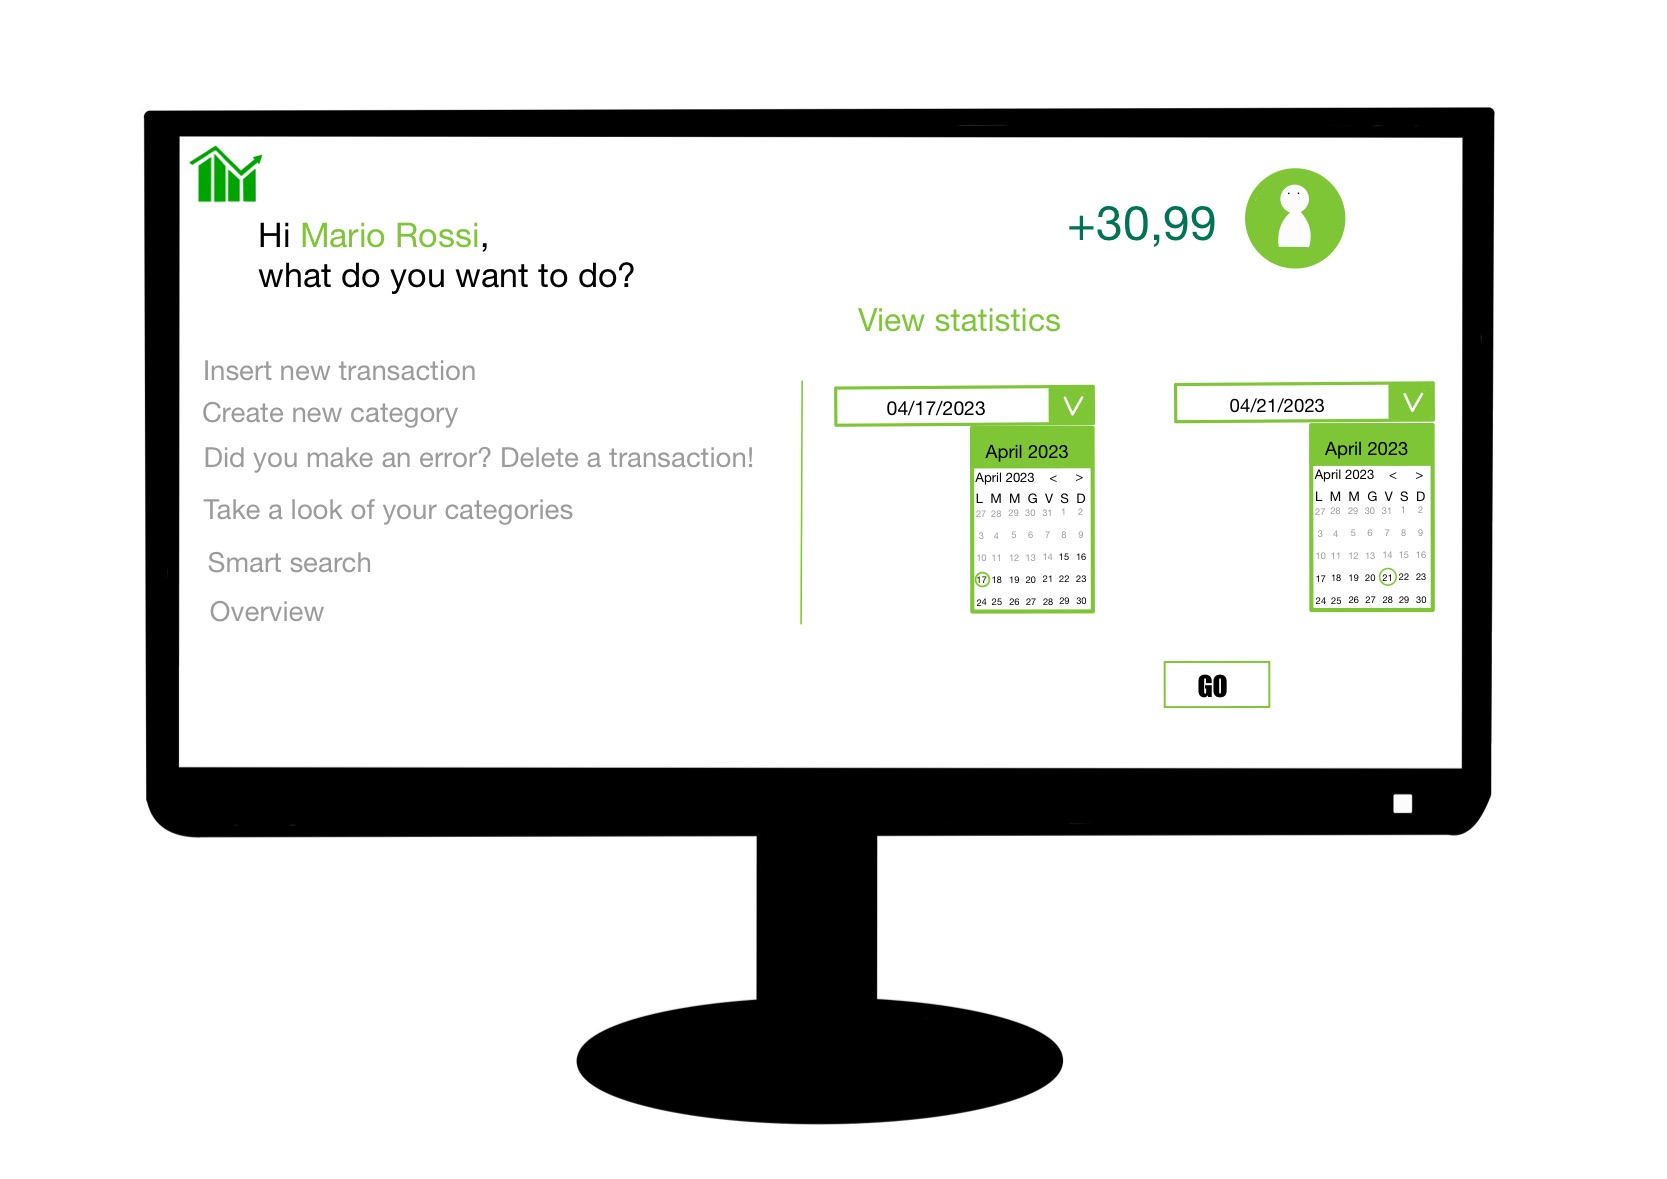 Hi Mario Rossi,
what do you want to do?
+30,99
View statistics
Insert new transaction
Create new category
Did you make an error? Delete a transaction!
Take a look of your categories
Smart search
Overview
04/17/2023 V
April 2023
April 2023 < >
L M M G V S D
27 28 29 30 31 1 2
3 4 5 6 7 8 9
10 11 12 13 14 15 16
17 18 19 20 21 22 23
24 25 26 27 28 29 30
04/21/2023 V
April 2023
April 2023 < >
L M M G V S D
27 28 29 30 31 1 2
3 4 5 6 7 8 9
10 11 12 13 14 15 16
17 18 19 20 21 22 23
24 25 26 27 28 29 30
GO